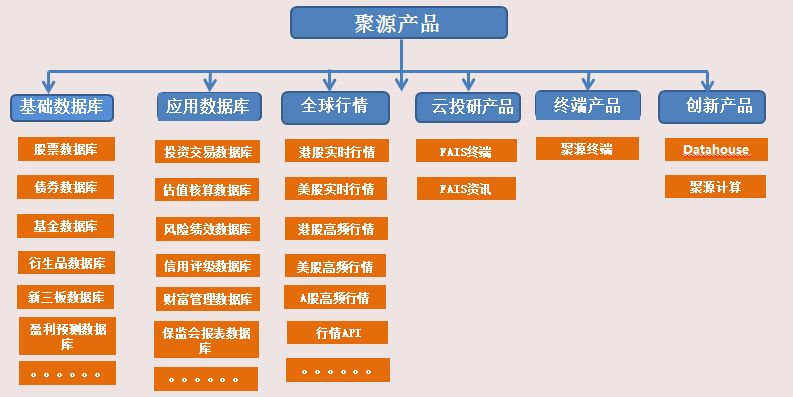 聚源产品
基础数据库
应用数据库
全球行情
云投研产品
终端产品
创新产品
股票数据库
债券数据库
基金数据库
衍生品数据库
新三板数据库
盈利预测数据
库
。。。。。。
投资交易数据库
估值核算数据库
风险绩效数据库
信用评级数据库
财富管理数据库
保监会报表数据
库
。。。。。。
港股实时行情
美股实时行情
港股高频行情
美股高频行情
A股高频行情
行情API
。。。。。。
FAIS终端
FAIS资讯
聚源终端
Datahouse
聚源计算